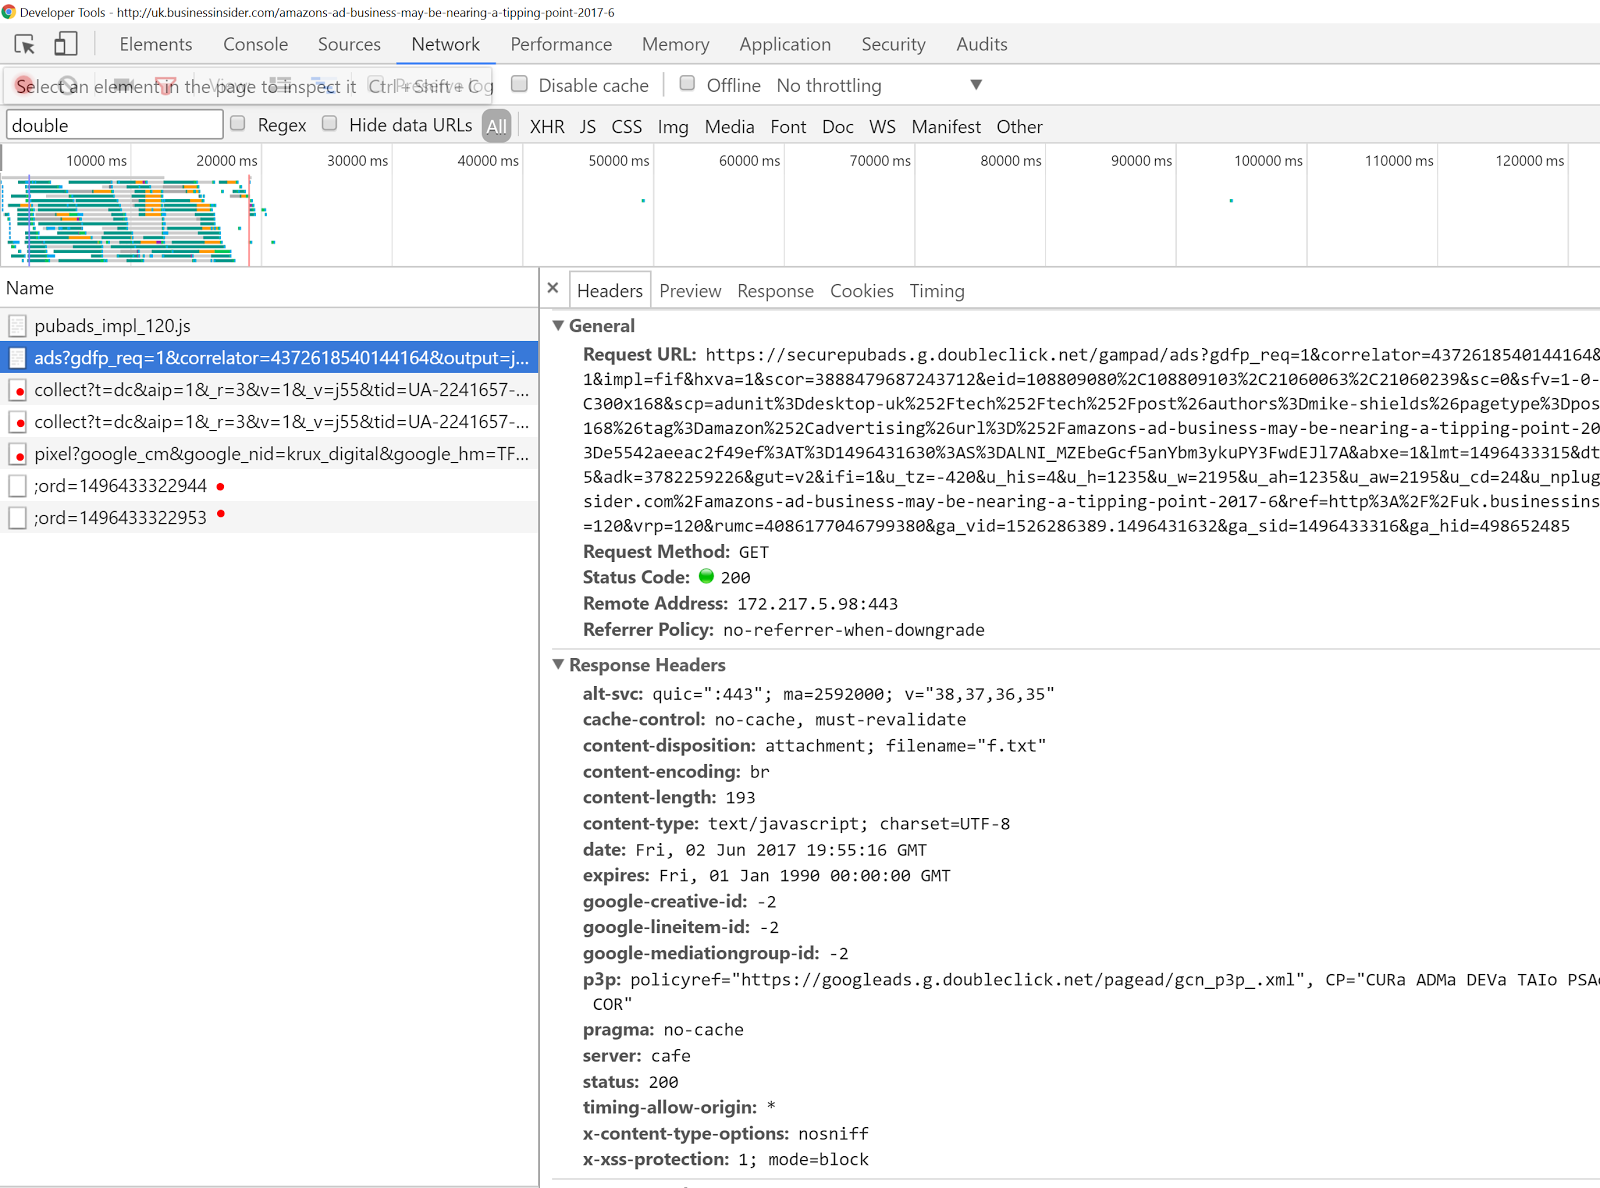 Developer Tools - http://uk.businessinsider.com/amazons-ad-business-may-be-nearing-a-tipping-point-2017-6
Elements Console Sources Network Performance Memory Application Security Audits
Select an element in the page to inspect it Ctrl + Shift + C Preserve log Disable cache Offline No throttling
double Regex Hide data URLs All XHR JS CSS Img Media Font Doc WS Manifest Other
10000 ms 20000 ms 30000 ms 40000 ms 50000 ms 60000 ms 70000 ms 80000 ms 90000 ms 100000 ms 110000 ms 120000 ms
Name
pubads_impl_120.js
ads?gdfp_req=1&correlator=4372618540144164&output=j...
collect?t=dc&aip=1&_r=3&v=1&_v=j55&tid=UA-2241657-...
collect?t=dc&aip=1&_r=3&v=1&_v=j55&tid=UA-2241657-...
pixel?google_cm&google_nid=krux_digital&google_hm=TF...
;ord=1496433322944
;ord=1496433322953
Headers Preview Response Cookies Timing
General
Request URL: https://securepubads.g.doubleclick.net/gampad/ads?gdfp_req=1&correlator=4372618540144164&
1&impl=fif&hxva=1&scor=3888479687243712&eid=108809080%2C108809103%2C21060063%2C21060239&sc=0&sfv=1-0-
C300x168&scp=adunit%3Ddesktop-uk%252Ftech%252Ftech%252Fpost%26authors%3Dmike-shields%26pagetype%3Dpos
168%26tag%3Damazon%252Cadvertising%26url%3D%252Famazons-ad-business-may-be-nearing-a-tipping-point-20
3De5542aeeac2f49ef%3AT%3D1496431630%3AS%3DALNI_MZEbeGcf5anYbm3ykuPY3FwdEJl7A&abxe=1&lmt=1496433315&dt
5&adk=3782259226&gut=v2&ifi=1&u_tz=-420&u_his=4&u_h=1235&u_w=2195&u_ah=1235&u_aw=2195&u_cd=24&u_nplug
sider.com%2Famazons-ad-business-may-be-nearing-a-tipping-point-2017-6&ref=http%3A%2F%2Fuk.businessins
=120&vrp=120&rumc=4086177046799380&ga_vid=1526286389.1496431632&ga_sid=1496433316&ga_hid=498652485
Request Method: GET
Status Code: 200
Remote Address: 172.217.5.98:443
Referrer Policy: no-referrer-when-downgrade
Response Headers
alt-svc: quic=":443"; ma=2592000; v="38,37,36,35"
cache-control: no-cache, must-revalidate
content-disposition: attachment; filename="f.txt"
content-encoding: br
content-length: 193
content-type: text/javascript; charset=UTF-8
date: Fri, 02 Jun 2017 19:55:16 GMT
expires: Fri, 01 Jan 1990 00:00:00 GMT
google-creative-id: -2
google-lineitem-id: -2
google-mediationgroup-id: -2
p3p: policyref="https://googleads.g.doubleclick.net/pagead/gcn_p3p_.xml", CP="CURa ADMa DEVa TAIo PSA
COR"
pragma: no-cache
server: cafe
status: 200
timing-allow-origin: *
x-content-type-options: nosniff
x-xss-protection: 1; mode=block